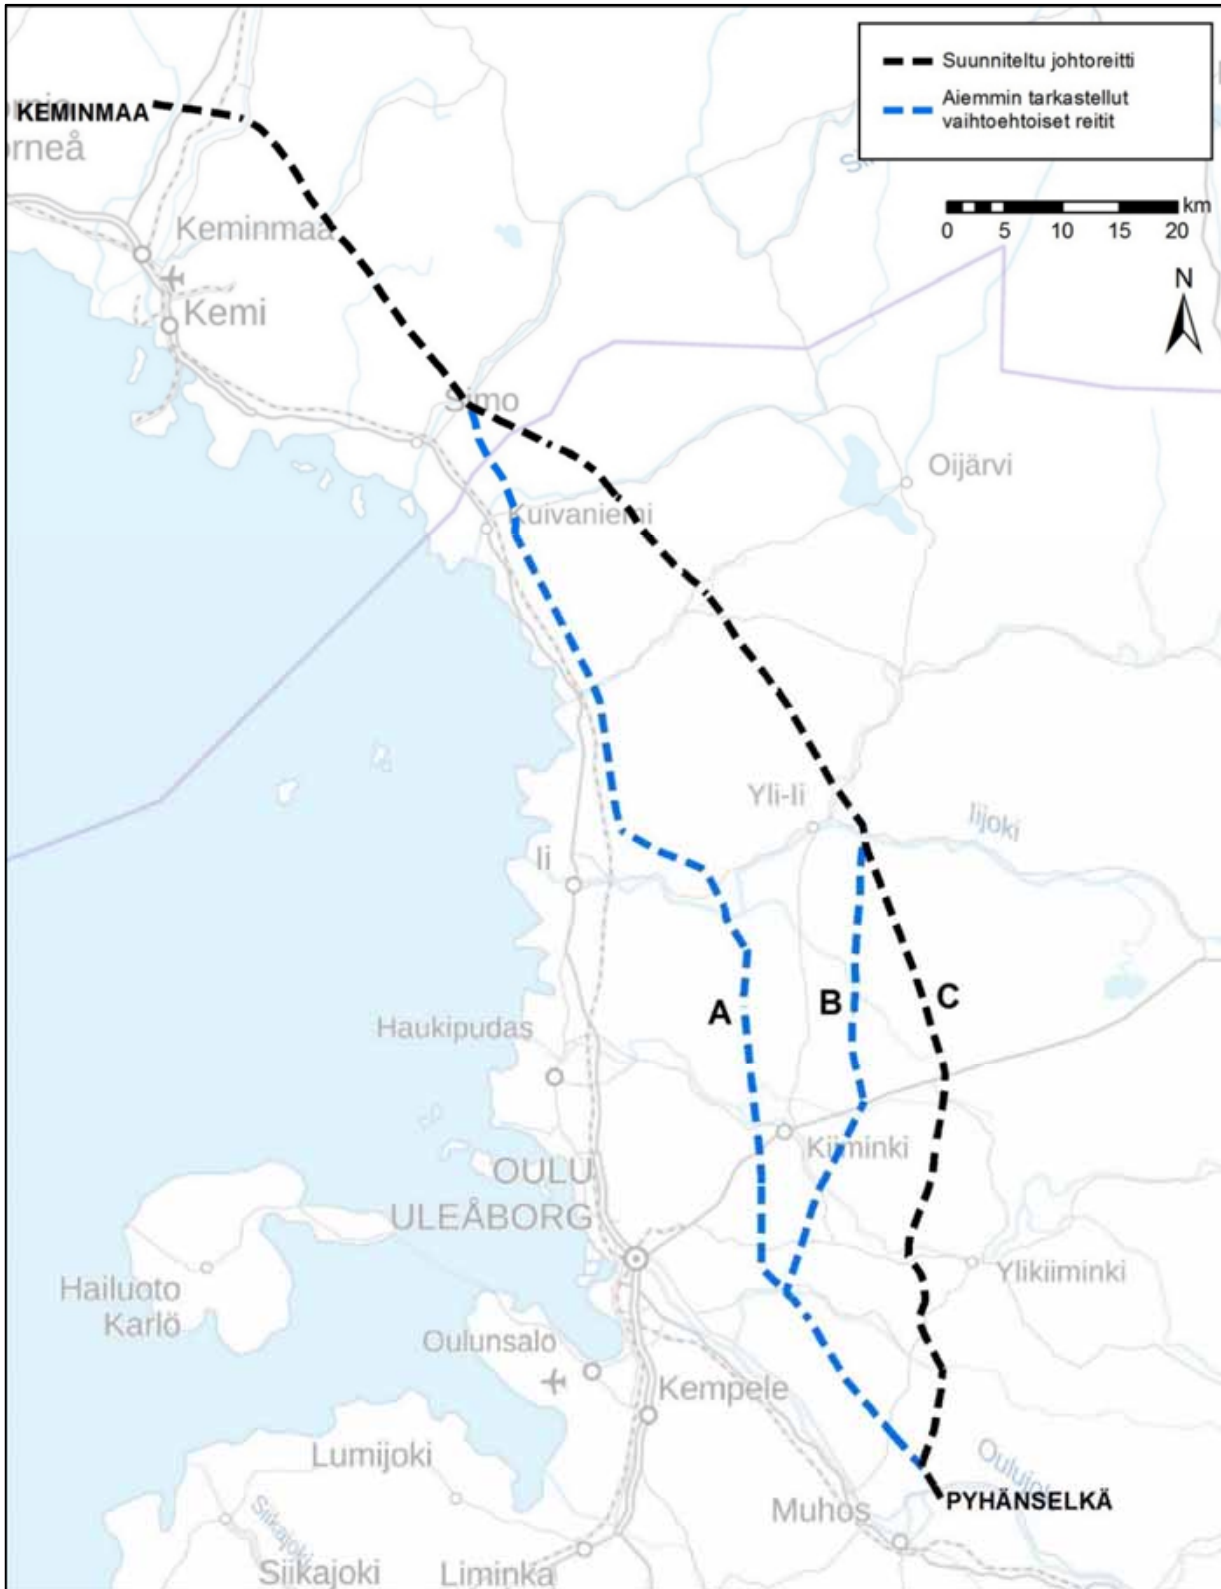 Suunniteltu johtoreitti
Aiemmin tarkastellut
vaihtoehtoiset reitit
km
0 5 10 15 20
N
KEMINMAA
Keminmaa
Kemi
Simo
Oijärvi
Kuivaniemi
Yli-Ii
Iijoki
Ii
A
B
C
Haukipudas
Kiiminki
OULU
ULEÅBORG
Ylikiiminki
Hailuoto
Karlö
Oulunsalo
Kempele
Lumijoki
PYHÄNSELKÄ
Muhos
Siikajoki
Siikajoki
Liminka